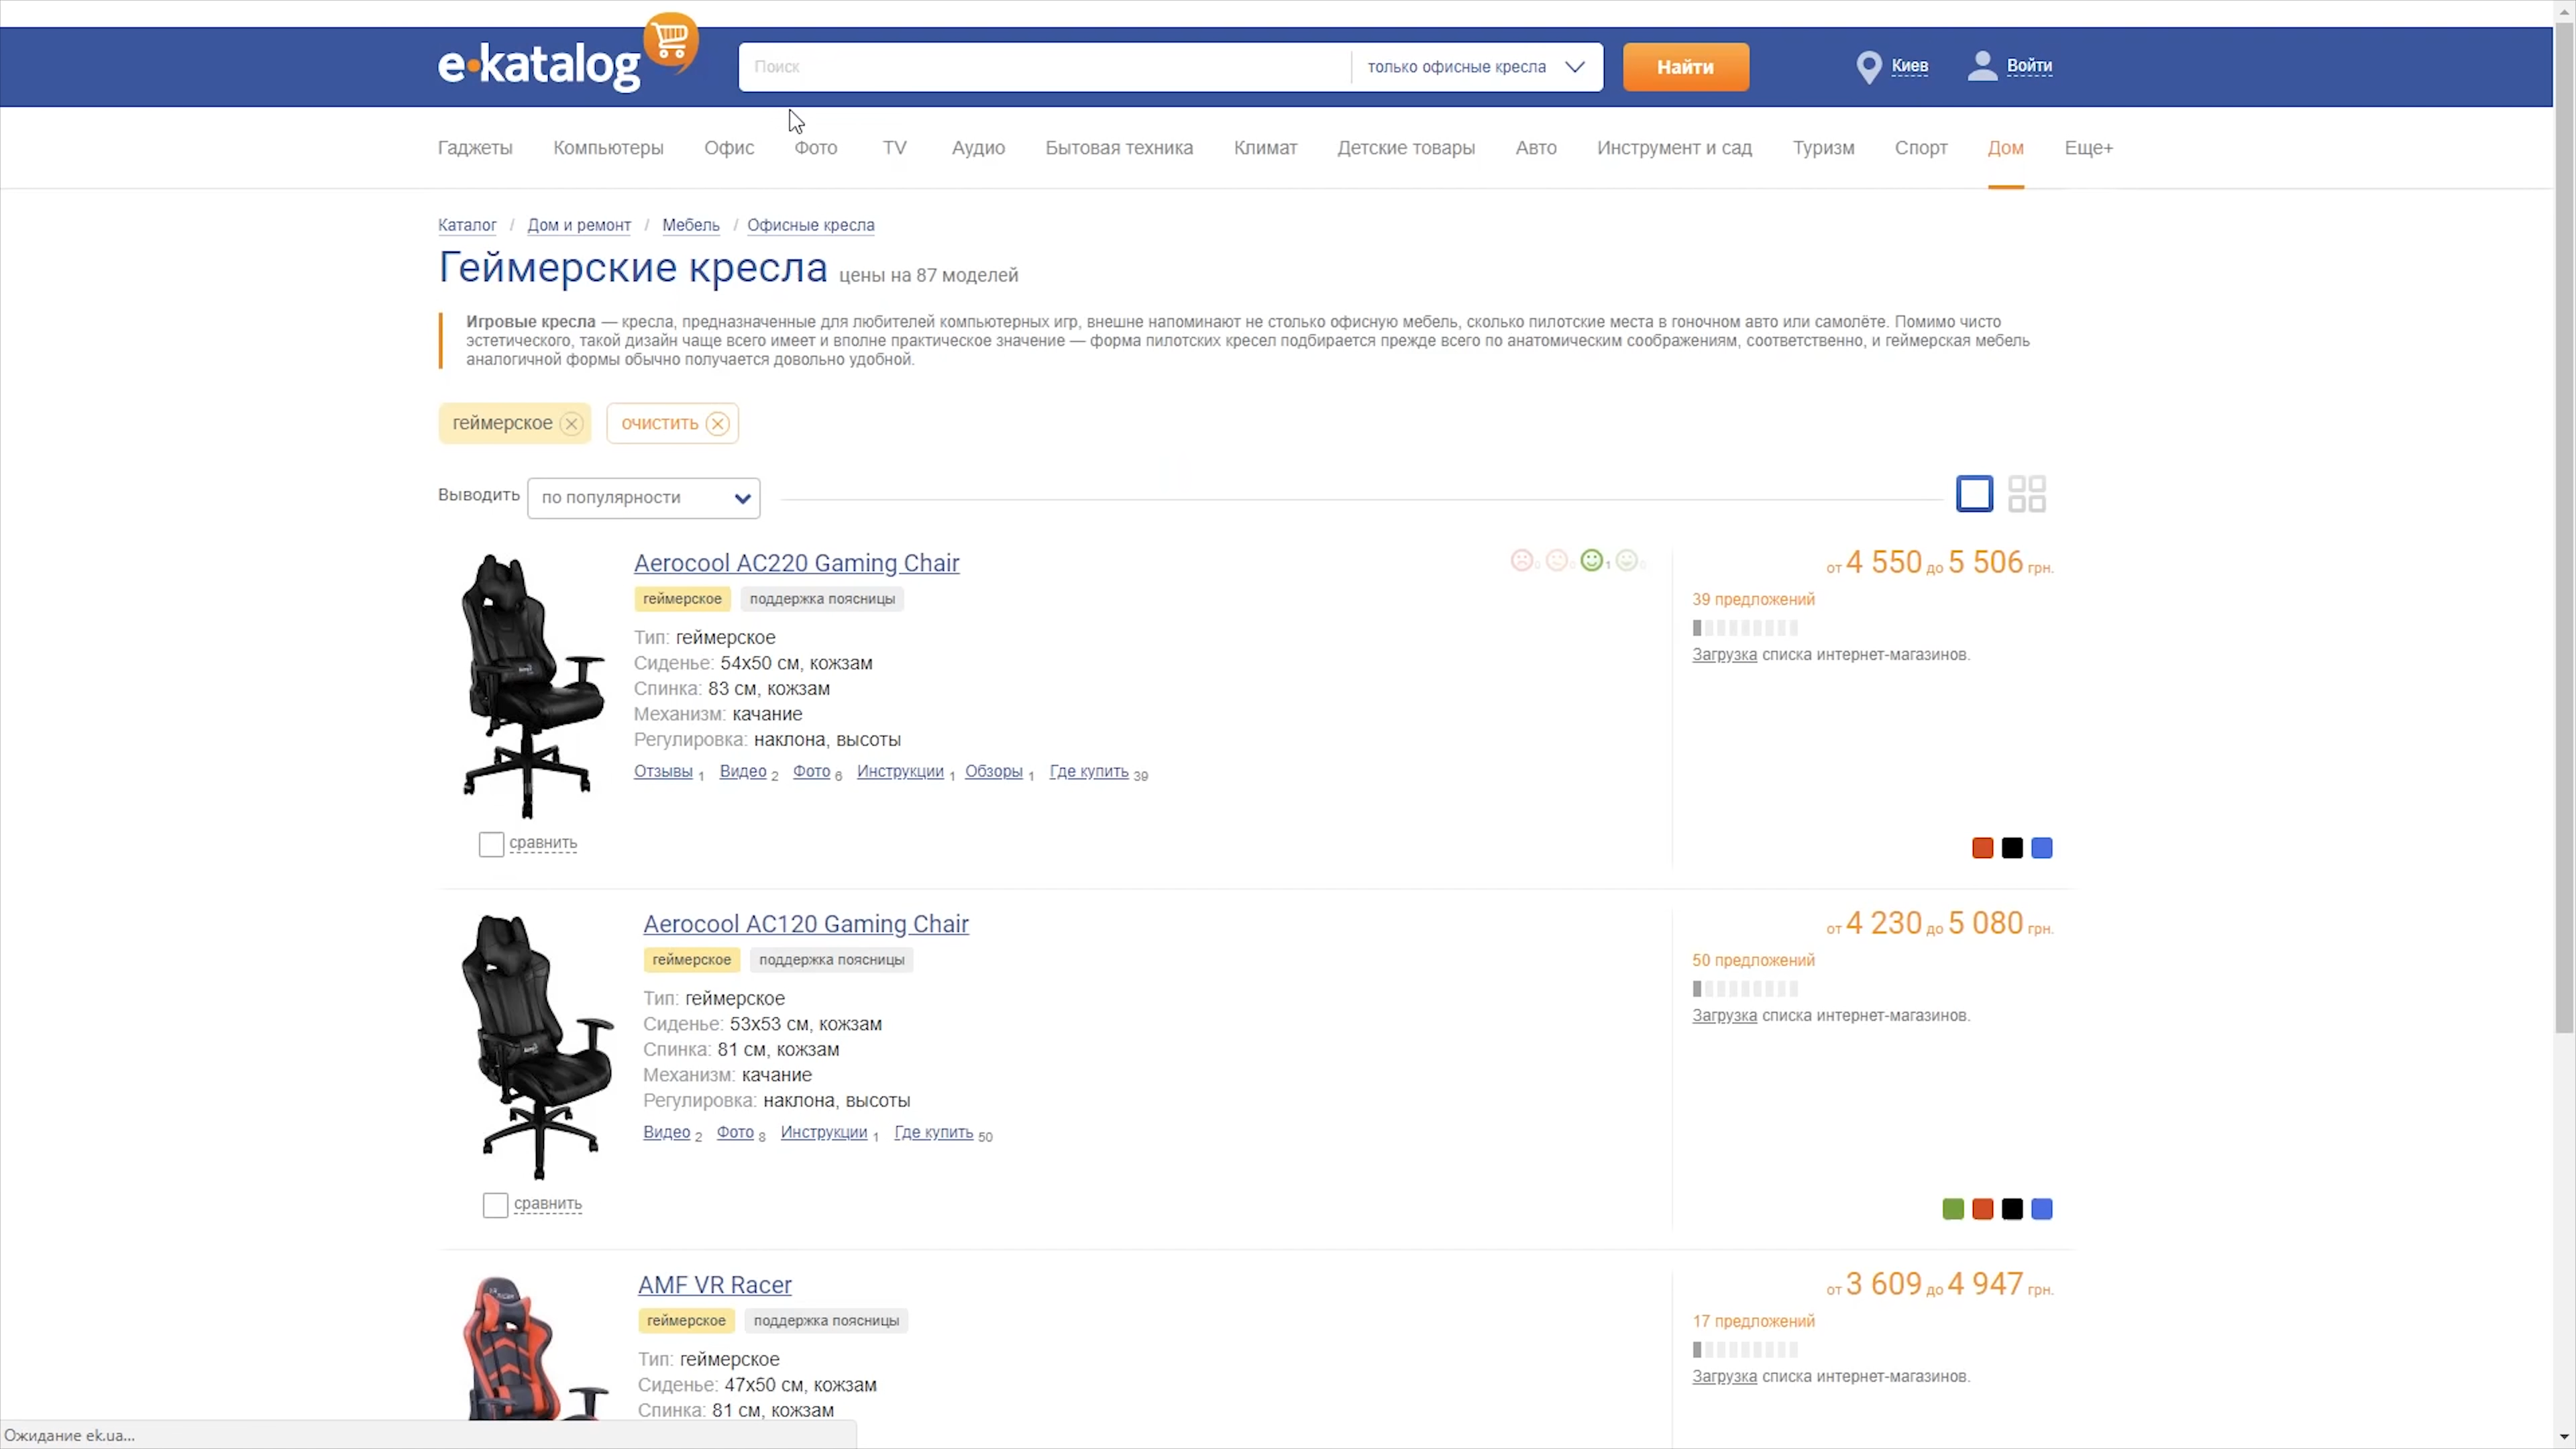 e-katalog
Поиск
только офисные кресла
Найти
Киев
Войти
Гаджеты
Компьютеры
Офис
Фото
TV
Аудио
Бытовая техника
Климат
Детские товары
Авто
Инструмент и сад
Туризм
Спорт
Дом
Еще+
Каталог / Дом и ремонт / Мебель / Офисные кресла
Геймерские кресла цены на 87 моделей
Игровые кресла — кресла, предназначенные для любителей компьютерных игр, внешне напоминают не столько офисную мебель, сколько пилотские места в гоночном авто или самолёте. Помимо чисто
эстетического, такой дизайн чаще всего имеет и вполне практическое значение — форма пилотских кресел подбирается прежде всего по анатомическим соображениям, соответственно, и геймерская мебель
аналогичной формы обычно получается довольно удобной.
геймерское
очистить
Выводить по популярности
Aerocool AC220 Gaming Chair
геймерское поддержка поясницы
Тип: геймерское
Сиденье: 54x50 см, кожзам
Спинка: 83 см, кожзам
Механизм: качание
Регулировка: наклона, высоты
Отзывы 1 Видео 2 Фото 6 Инструкции 1 Обзоры 1 Где купить 39
сравнить
1
от 4 550 до 5 506 грн.
39 предложений
Загрузка списка интернет-магазинов.
Aerocool AC120 Gaming Chair
геймерское поддержка поясницы
Тип: геймерское
Сиденье: 53x53 см, кожзам
Спинка: 81 см, кожзам
Механизм: качание
Регулировка: наклона, высоты
Видео 2 Фото 8 Инструкции 1 Где купить 50
сравнить
от 4 230 до 5 080 грн.
50 предложений
Загрузка списка интернет-магазинов.
AMF VR Racer
геймерское поддержка поясницы
Тип: геймерское
Сиденье: 47x50 см, кожзам
Спинка: 81 см, кожзам
от 3 609 до 4 947 грн.
17 предложений
Загрузка списка интернет-магазинов.
Ожидание ek.ua...